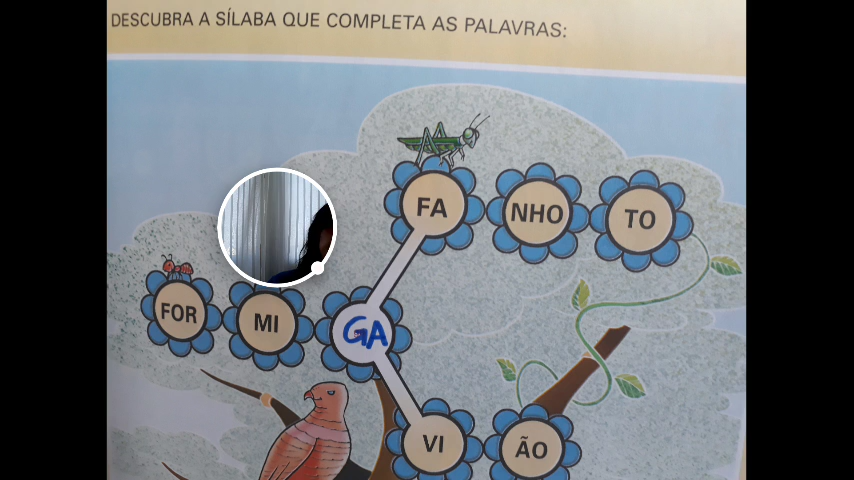 DESCUBRA A SÍLABA QUE COMPLETA AS PALAVRAS:
FA NHO TO
FOR MI GA
VI ÃO